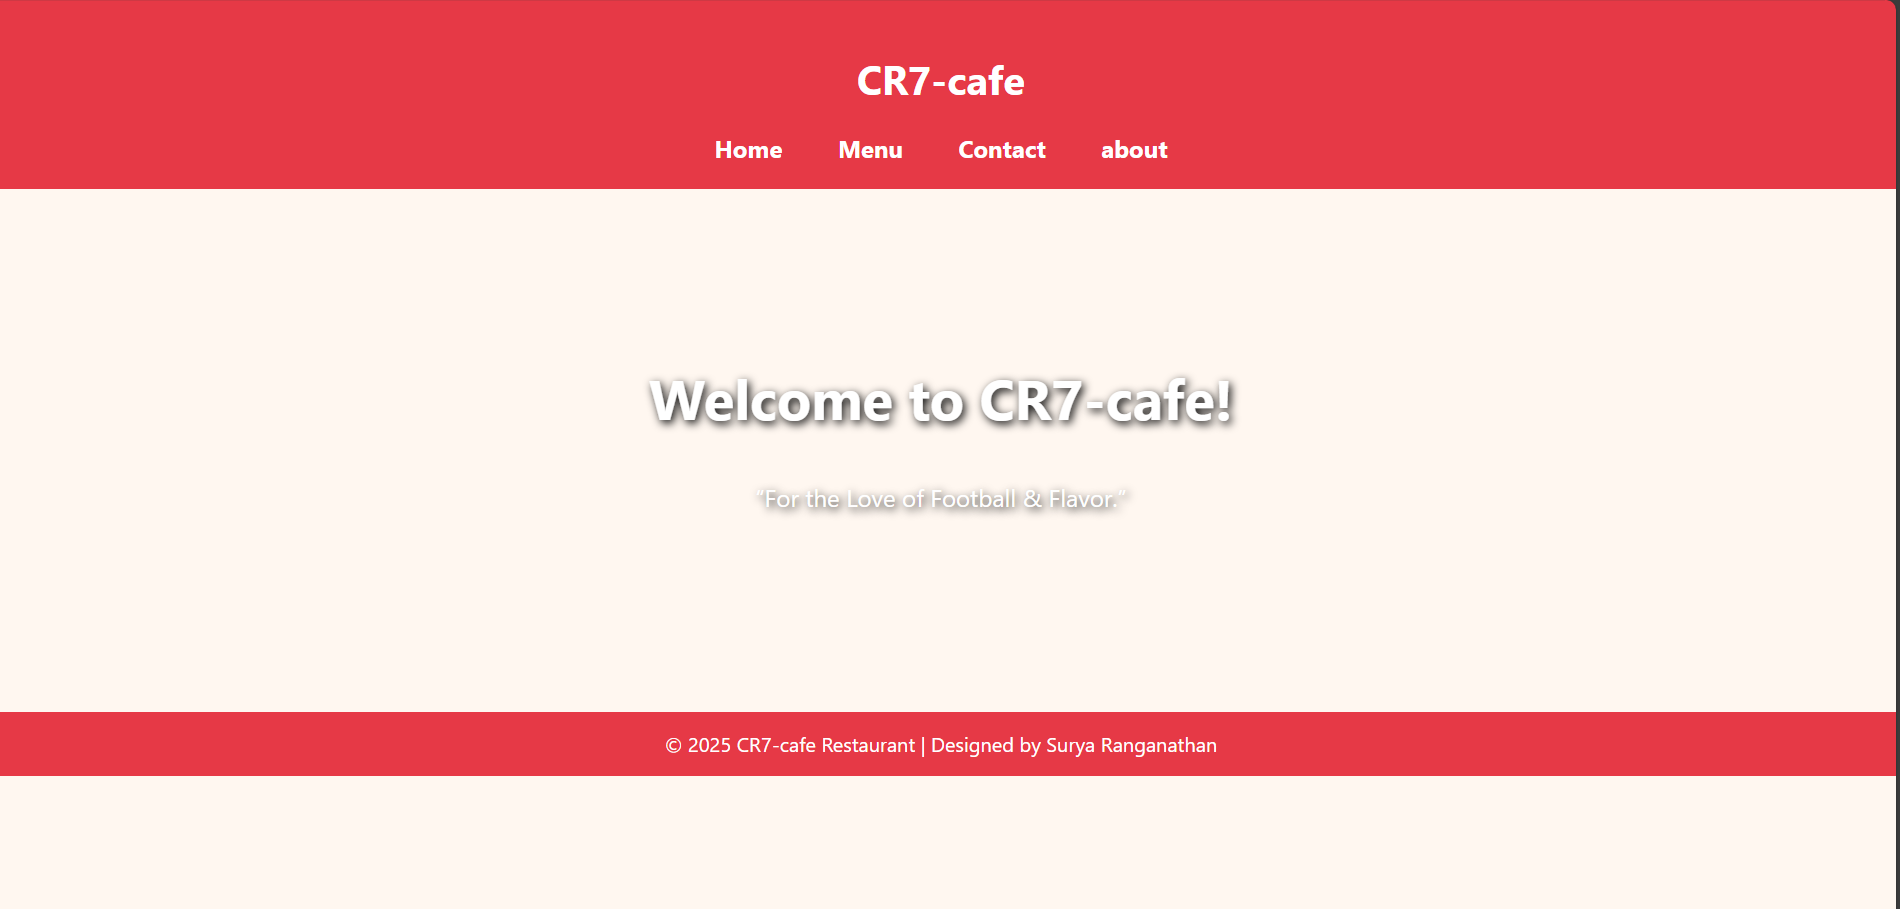 CR7-cafe
Home Menu Contact about
Welcome to CR7-cafe!
"For the Love of Football & Flavor."
© 2025 CR7-cafe Restaurant | Designed by Surya Ranganathan